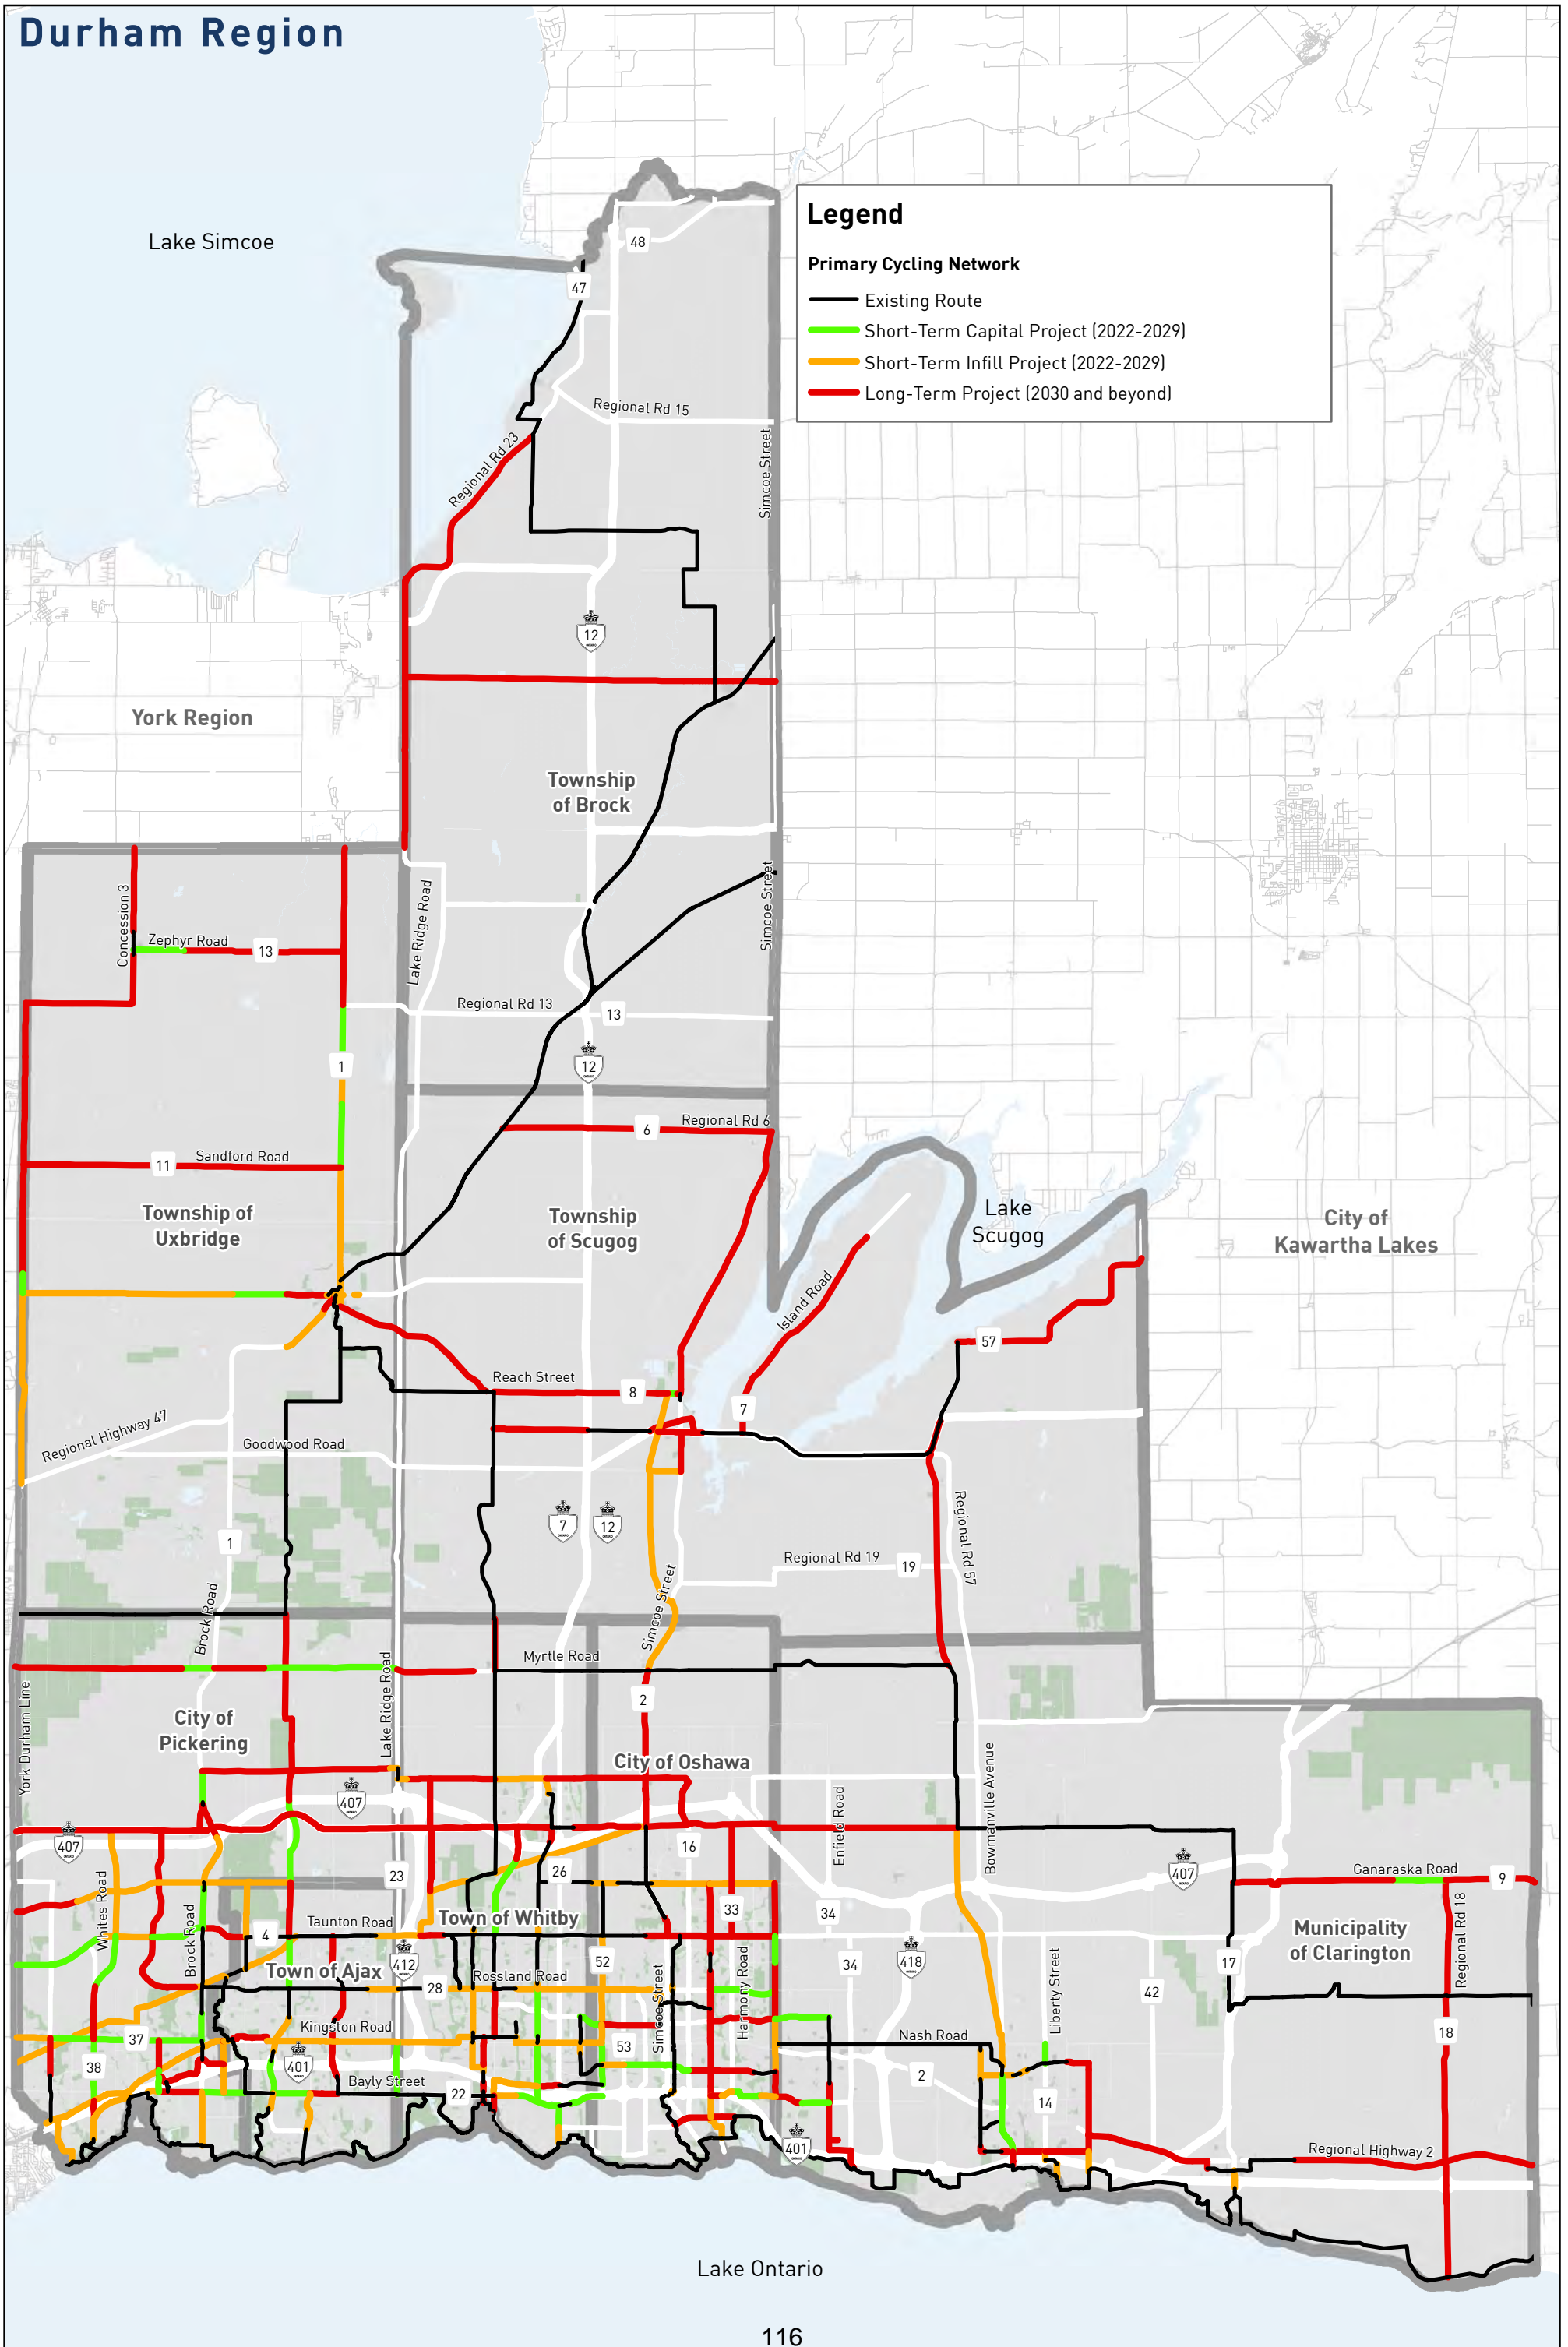 Durham Region
Legend
Primary Cycling Network
Existing Route
Short-Term Capital Project (2022-2029)
Short-Term Infill Project (2022-2029)
Long-Term Project (2030 and beyond)
Lake Simcoe
48
47
Regional Rd 15
Regional Rd 23
Simcoe Street
12
York Region
Township
of Brock
Concession 3
Zephyr Road
13
Lake Ridge Road
Simcoe Street
Regional Rd 13
13
1
12
6
Regional Rd 6
11
Sandford Road
Township of
Uxbridge
Township
of Scugog
Lake
Scugog
City of
Kawartha Lakes
Island Road
57
Reach Street
8
7
Regional Highway 47
Goodwood Road
1
7
12
Regional Rd 19
19
Regional Rd 57
Brock Road
Simcoe Street
Myrtle Road
York Durham Line
City of
Pickering
Lake Ridge Road
2
City of Oshawa
407
407
16
Enfield Road
Bowmanville Avenue
407
Ganaraska Road
9
23
26
Whites Road
Brock Road
4
Taunton Road
Town of Whitby
33
34
Municipality
of Clarington
Regional Rd 18
412
Town of Ajax
28
Rossland Road
52
Simcoe Street
Harmony Road
34
418
Liberty Street
42
17
37
Kingston Road
53
Nash Road
18
38
401
Bayly Street
22
2
14
401
Regional Highway 2
Lake Ontario
116